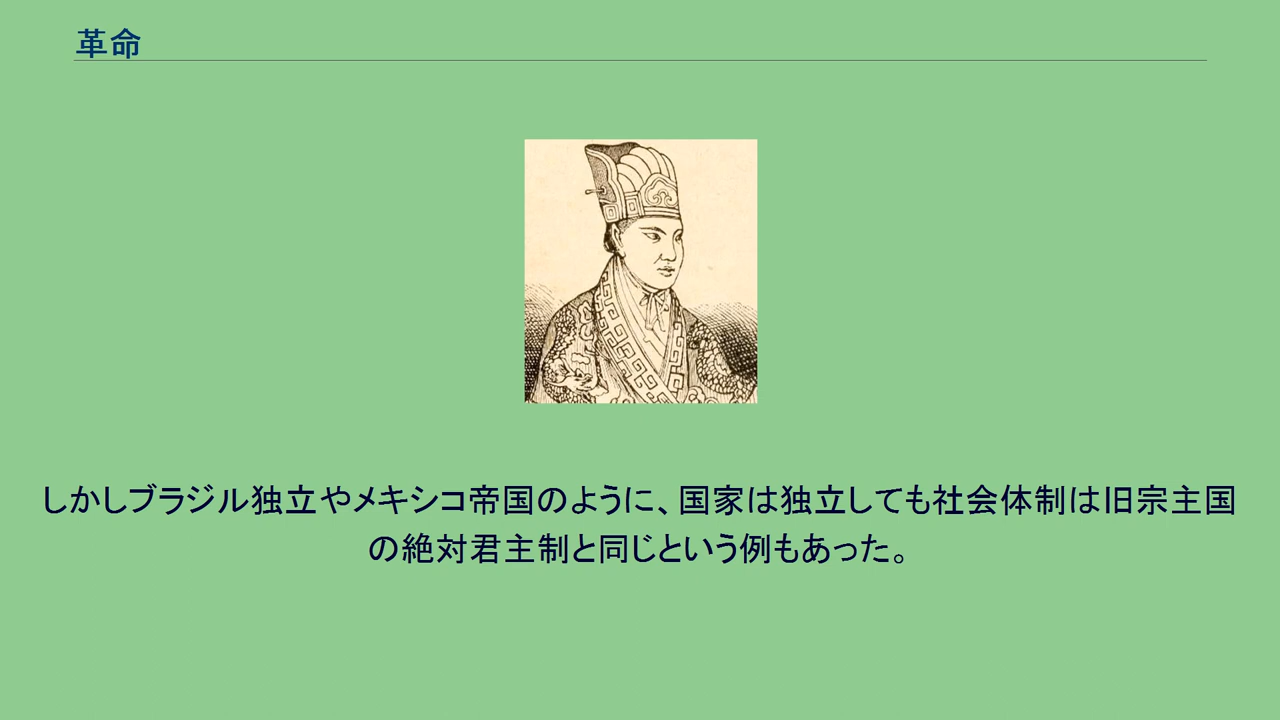 革命
しかしブラジル独立やメキシコ帝国のように、国家は独立しても社会体制は旧宗主国
の絶対君主制と同じという例もあった。